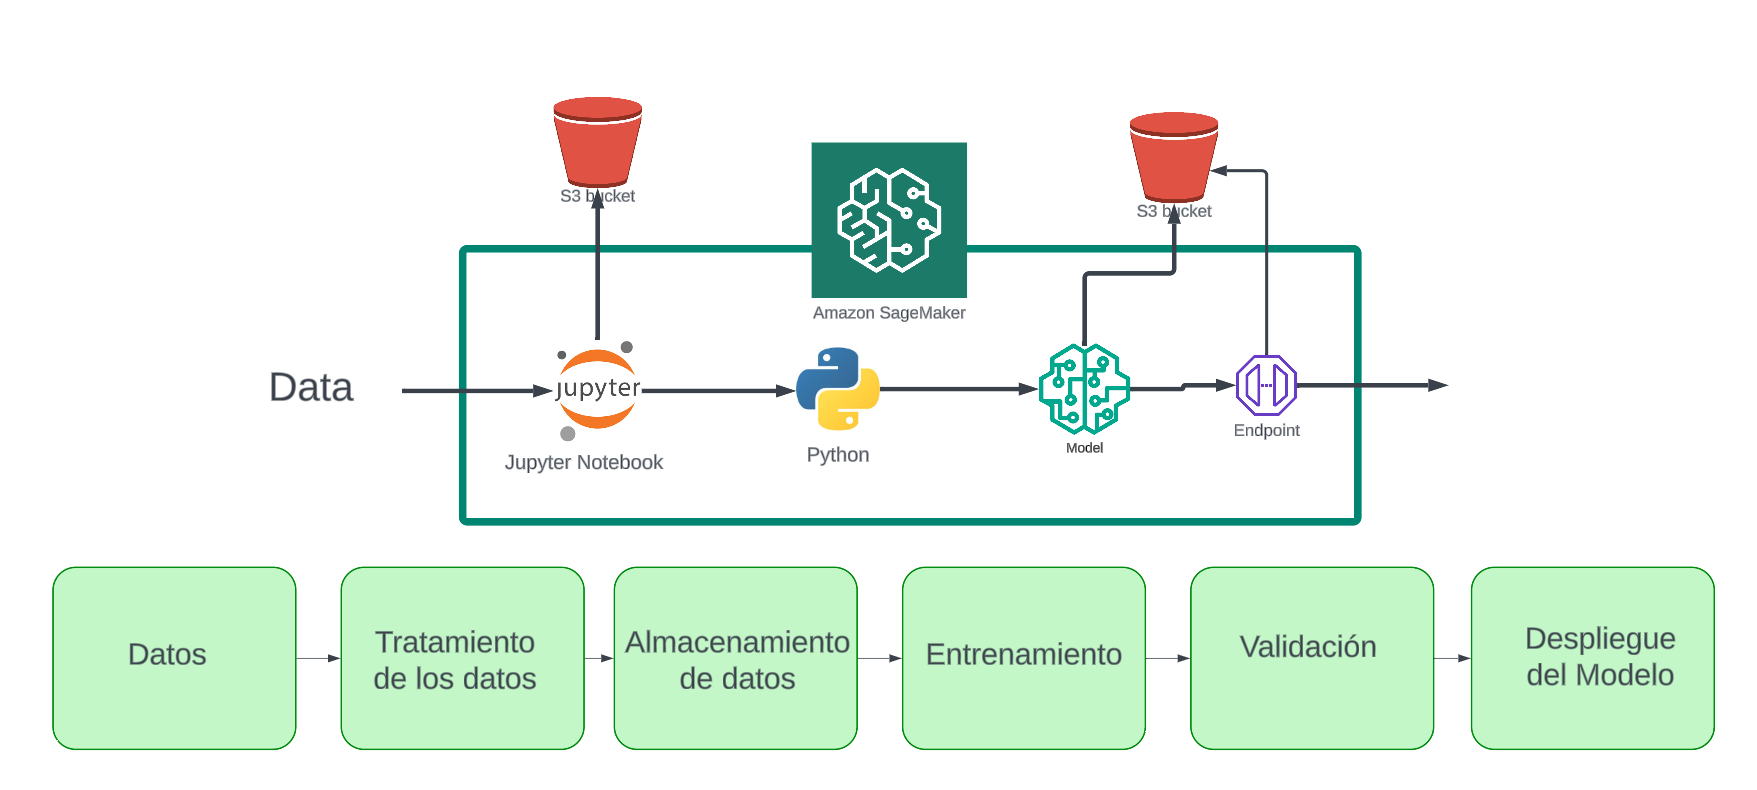 S3 bucket
S3 bucket
Amazon SageMaker
Data
jupyter
Jupyter Notebook
Python
Model
Endpoint
Datos
Tratamiento
de los datos
Almacenamiento
de datos
Entrenamiento
Validación
Despliegue
del Modelo